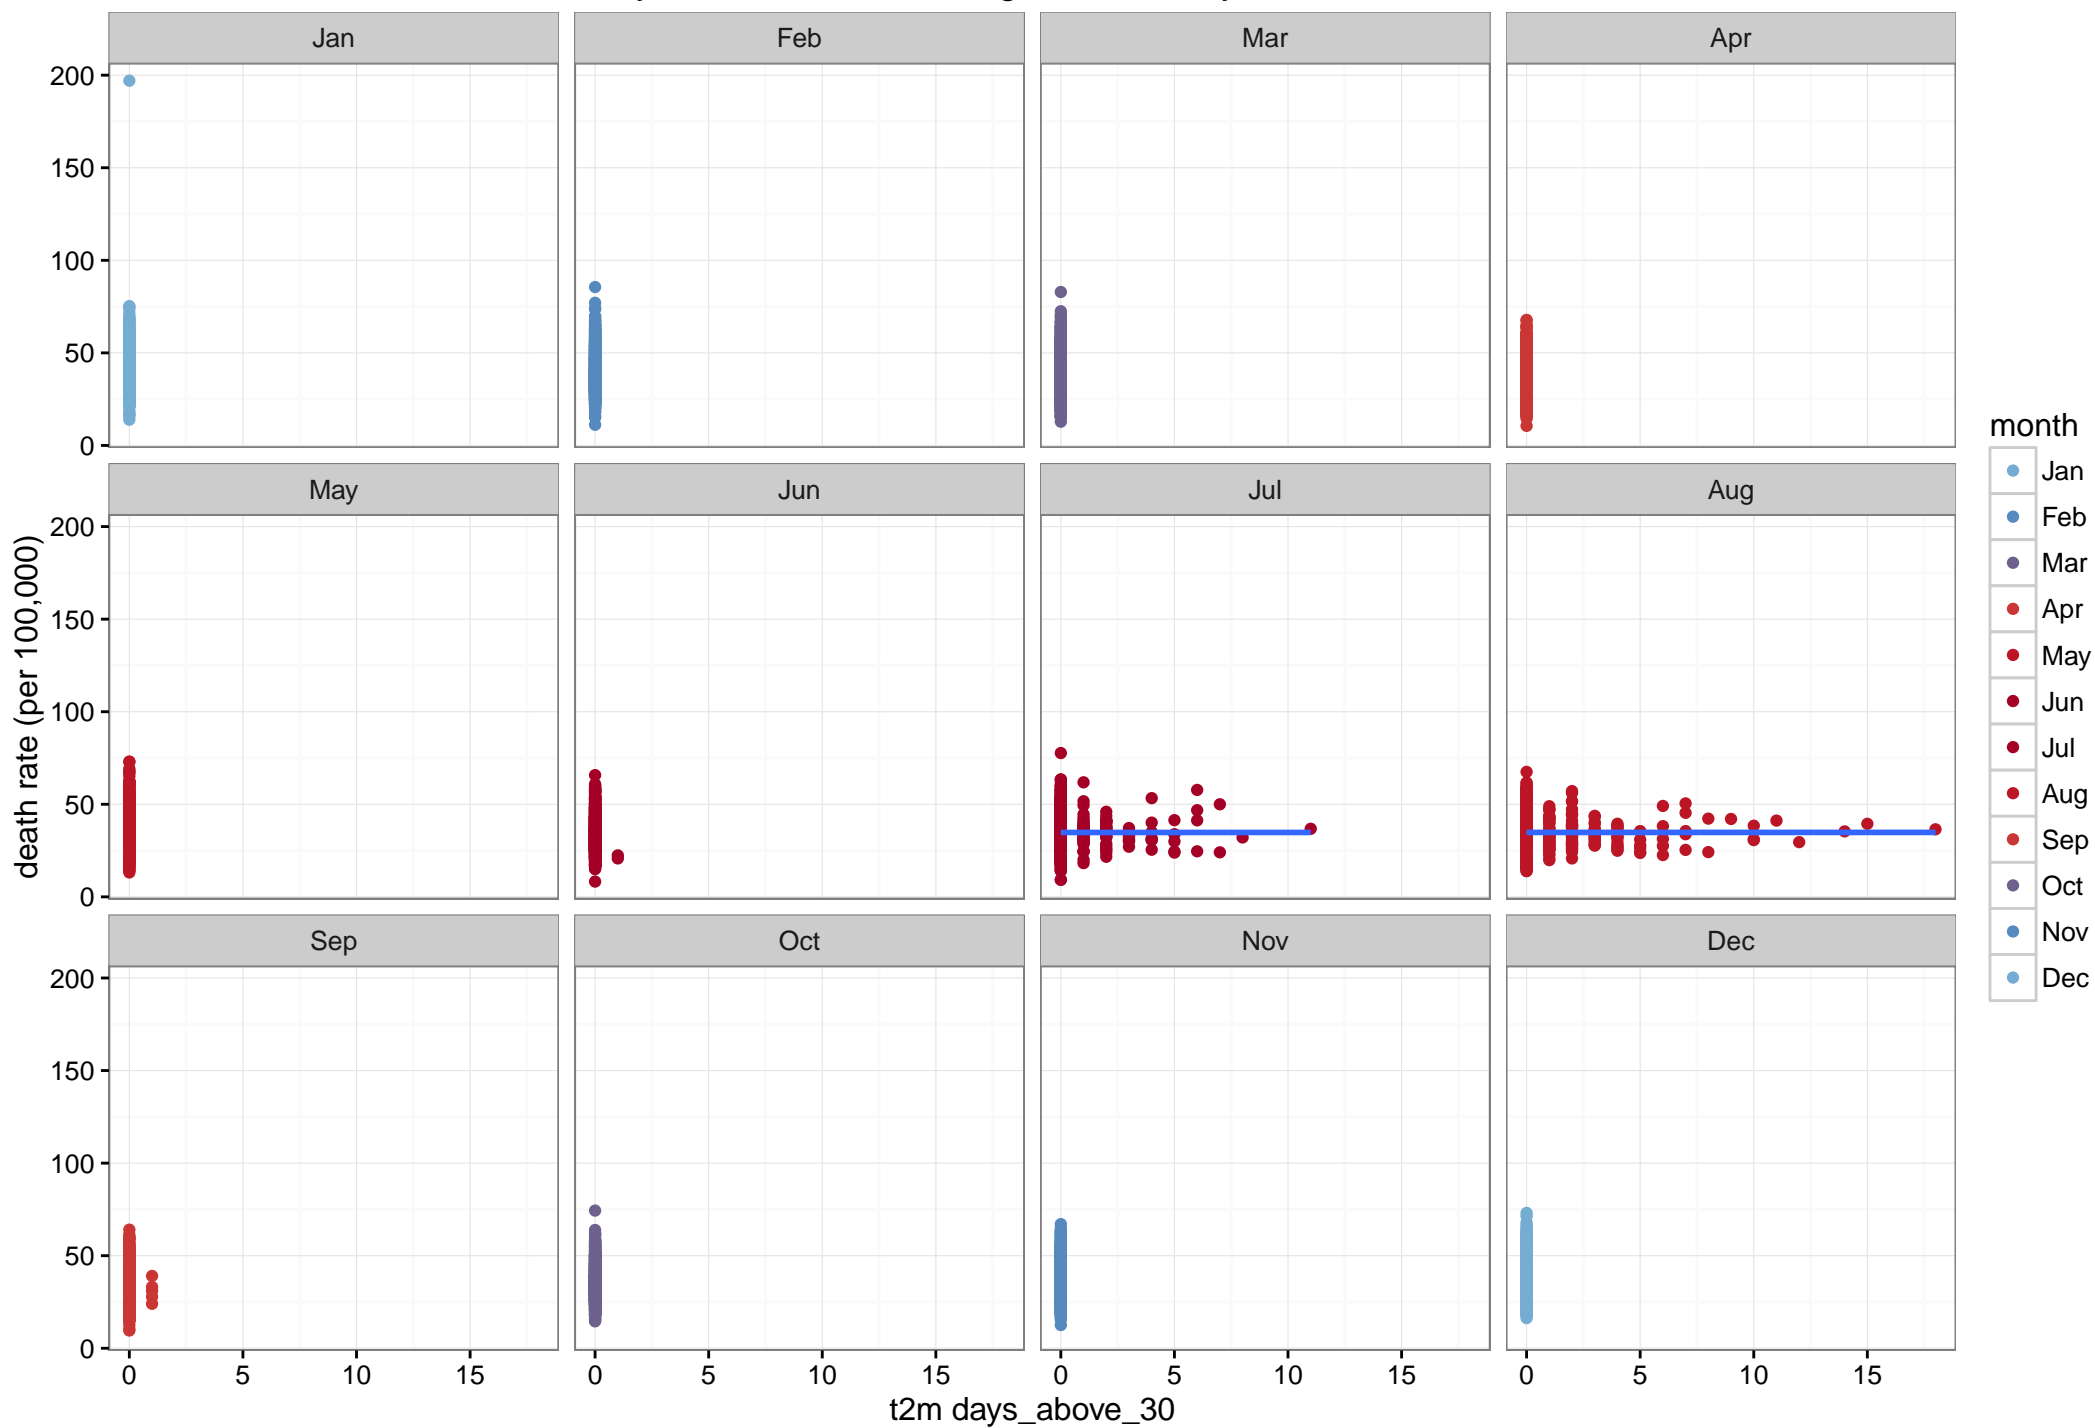 Jan Feb Mar Apr
200
150
100
50
0
May Jun Jul Aug
200
150
100
50
0
Sep Oct Nov Dec
200
150
100
50
0
0 5 10 15 0 5 10 15 0 5 10 15 0 5 10 15
t2m days_above_30
death rate (per 100,000)
month
Jan
Feb
Mar
Apr
May
Jun
Jul
Aug
Sep
Oct
Nov
Dec